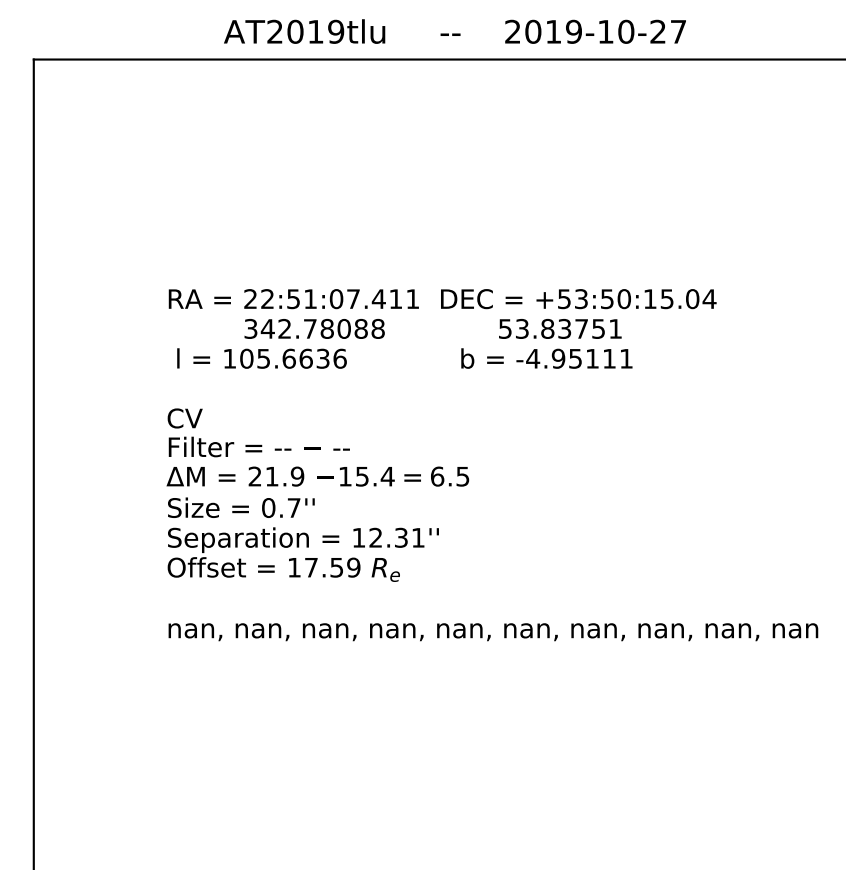 AT2019tlu -- 2019-10-27
RA = 22:51:07.411 DEC = +53:50:15.04
342.78088 53.83751
l = 105.6636 b = -4.95111
CV
Filter = -- − --
ΔM = 21.9 −15.4 = 6.5
Size = 0.7''
Separation = 12.31''
Offset = 17.59 Re
nan, nan, nan, nan, nan, nan, nan, nan, nan, nan